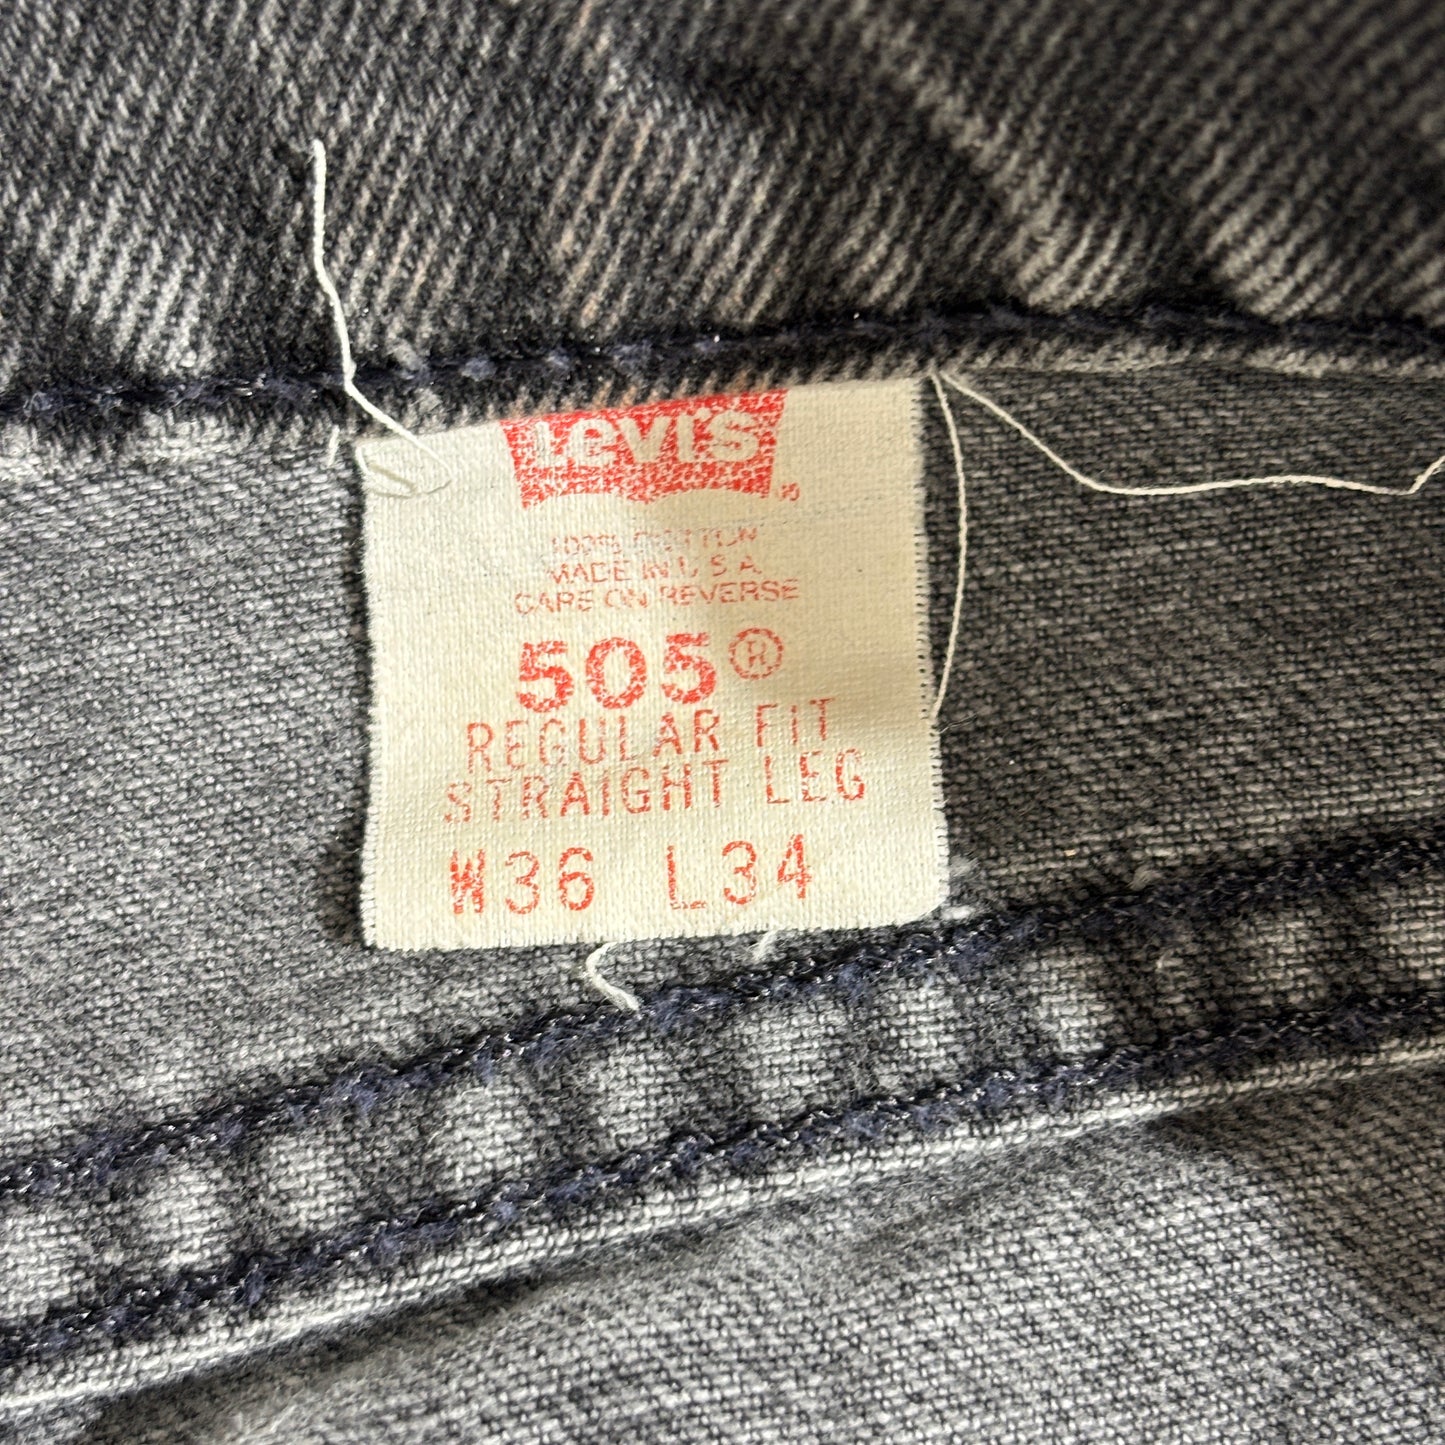 Levi's ®
100% COTTON
MADE IN U S A
CARE ON REVERSE
505®
REGULAR FIT
STRAIGHT LEG
W36 L34